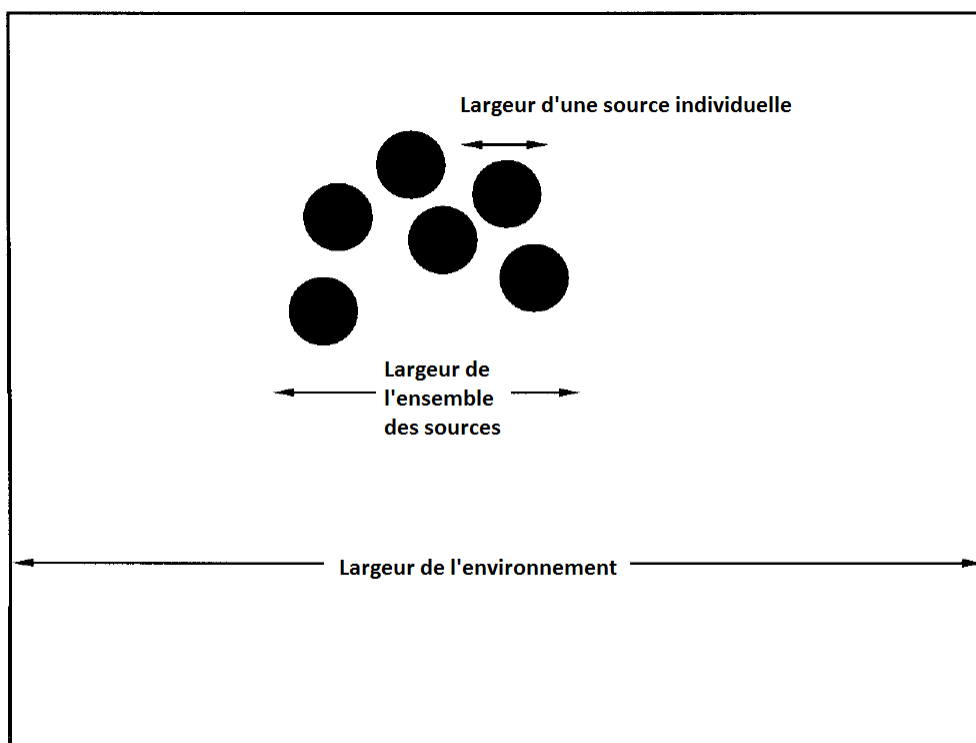 Largeur d'une source individuelle
Largeur de
l'ensemble
des sources
Largeur de l'environnement